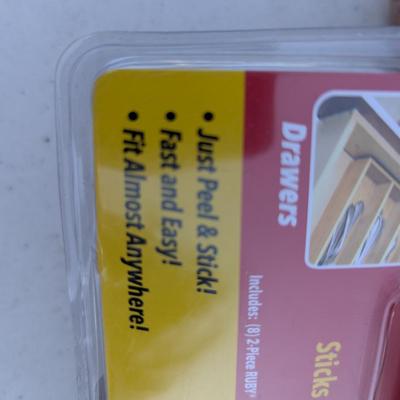 Drawers
Sticks
Includes: (8) 2-Piece RUBY
• Just Peel & Stick!
• Fast and Easy!
• Fit Almost Anywhere!